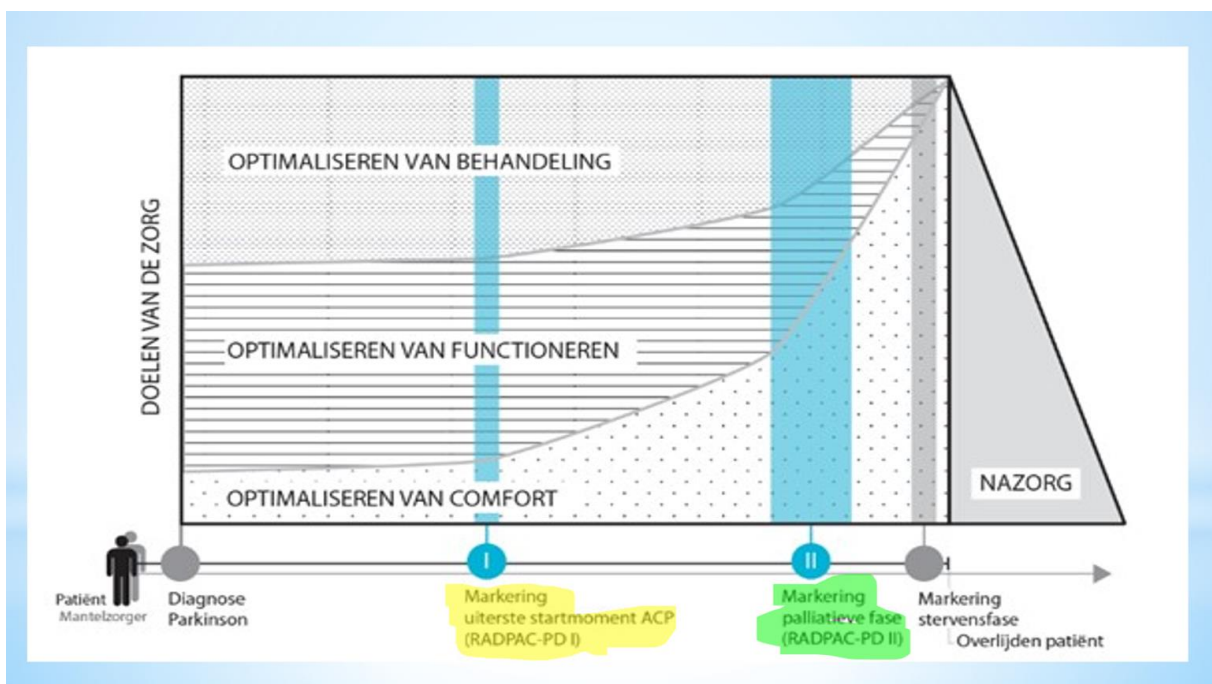 DOELEN VAN DE ZORG
OPTIMALISEREN VAN BEHANDELING
OPTIMALISEREN VAN FUNCTIONEREN
OPTIMALISEREN VAN COMFORT
NAZORG
I
II
Patiënt
Mantelzorger
Diagnose
Parkinson
Markering
uiterste startmoment ACP
(RADPAC-PD I)
Markering
palliatieve fase
(RADPAC-PD II)
Markering
stervensfase
Overlijden patiënt